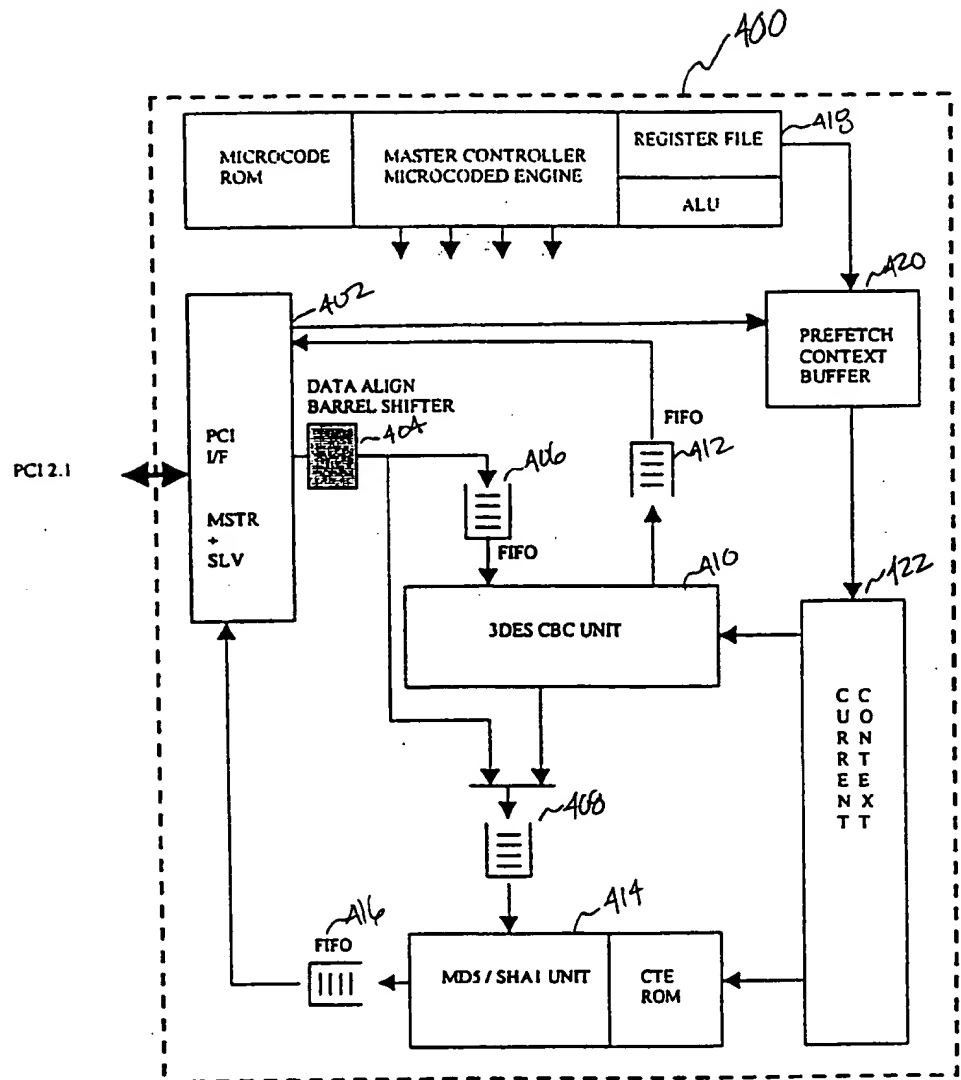 400
MICROCODE
ROM
MASTER CONTROLLER
MICROCODED ENGINE
REGISTER FILE
ALU
418
402
420
PREFETCH
CONTEXT
BUFFER
DATA ALIGN
BARREL SHIFTER
404
PCI
I/F
MSTR
+
SLV
PCI 2.1
406
FIFO
FIFO
412
410
3DES CBC UNIT
422
CURRENT
CONTEXT
408
414
416
FIFO
MD5 / SHA1 UNIT
CTE
ROM